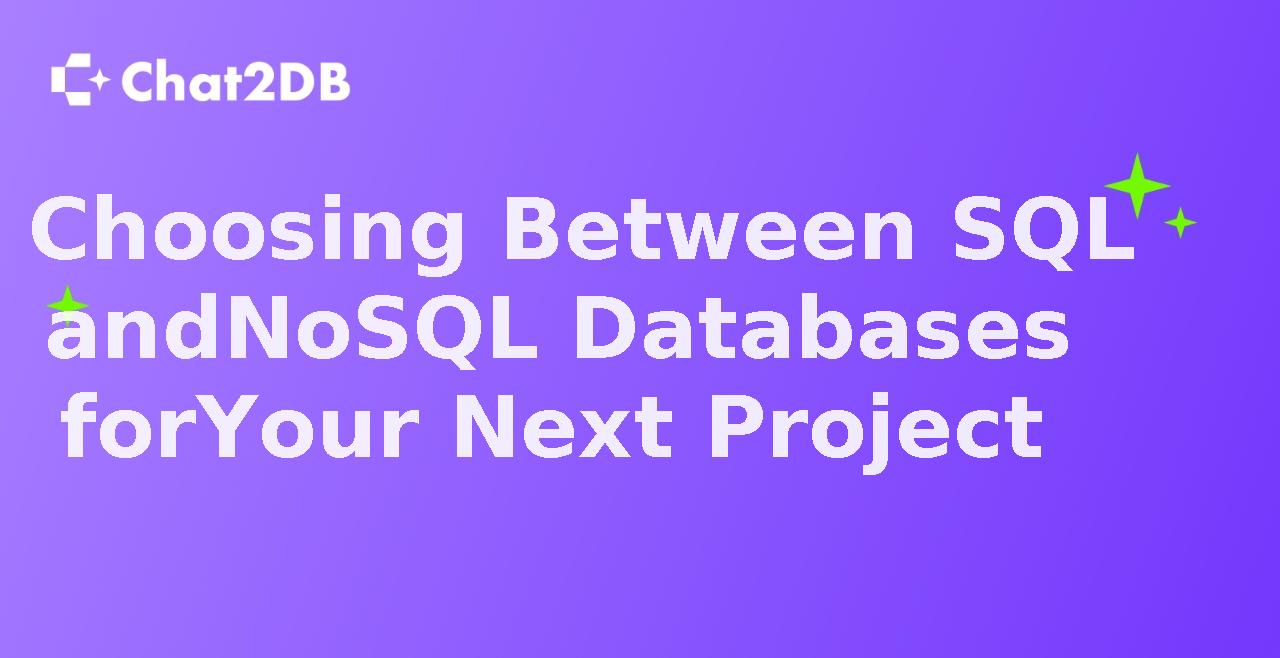 Chat2DB
Choosing Between SQL
andNoSQL Databases
forYour Next Project